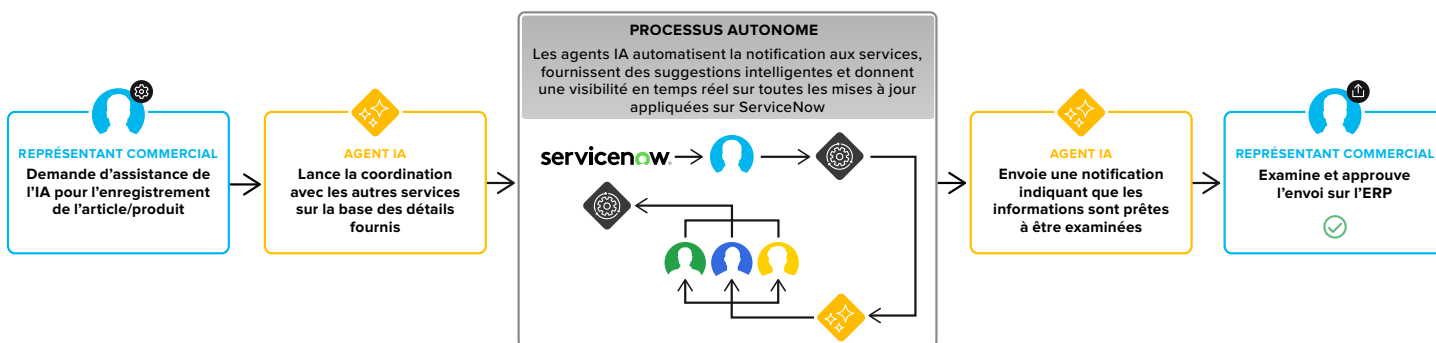 REPRÉSENTANT COMMERCIAL
Demande d’assistance de
l’IA pour l’enregistrement
de l’article/produit
AGENT IA
Lance la coordination
avec les autres services
sur la base des détails
fournis
PROCESSUS AUTONOME
Les agents IA automatisent la notification aux services,
fournissent des suggestions intelligentes et donnent
une visibilité en temps réel sur toutes les mises à jour
appliquées sur ServiceNow
servicenow
AGENT IA
Envoie une notification
indiquant que les
informations sont prêtes
à être examinées
REPRÉSENTANT COMMERCIAL
Examine et approuve
l’envoi sur l’ERP